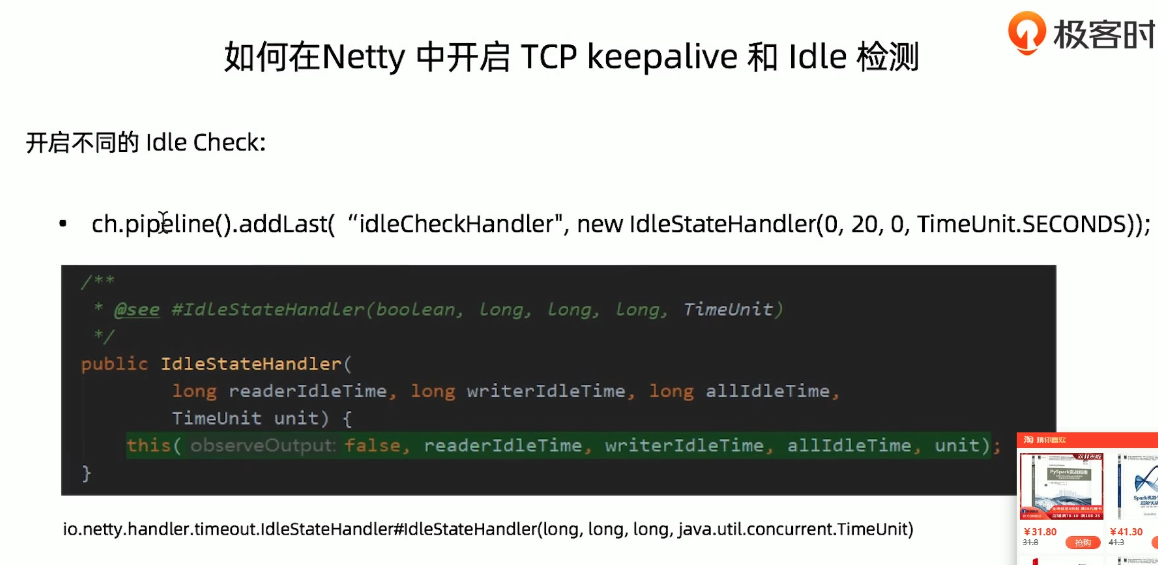 极客时
如何在Netty 中开启 TCP keepalive 和 Idle 检测
开启不同的 Idle Check:
• ch.pipeline().addLast( “idleCheckHandler", new IdleStateHandler(0, 20, 0, TimeUnit.SECONDS));
/**
* @see #IdleStateHandler(boolean, long, long, long, TimeUnit)
*/
public IdleStateHandler(
long readerIdleTime, long writerIdleTime, long allIdleTime,
TimeUnit unit) {
this( observeOutput: false, readerIdleTime, writerIdleTime, allIdleTime, unit);
}
io.netty.handler.timeout.IdleStateHandler#IdleStateHandler(long, long, long, java.util.concurrent.TimeUnit)
淘
PySpark
Spark
￥31.80
￥41.30
31.8
抢购
41.3